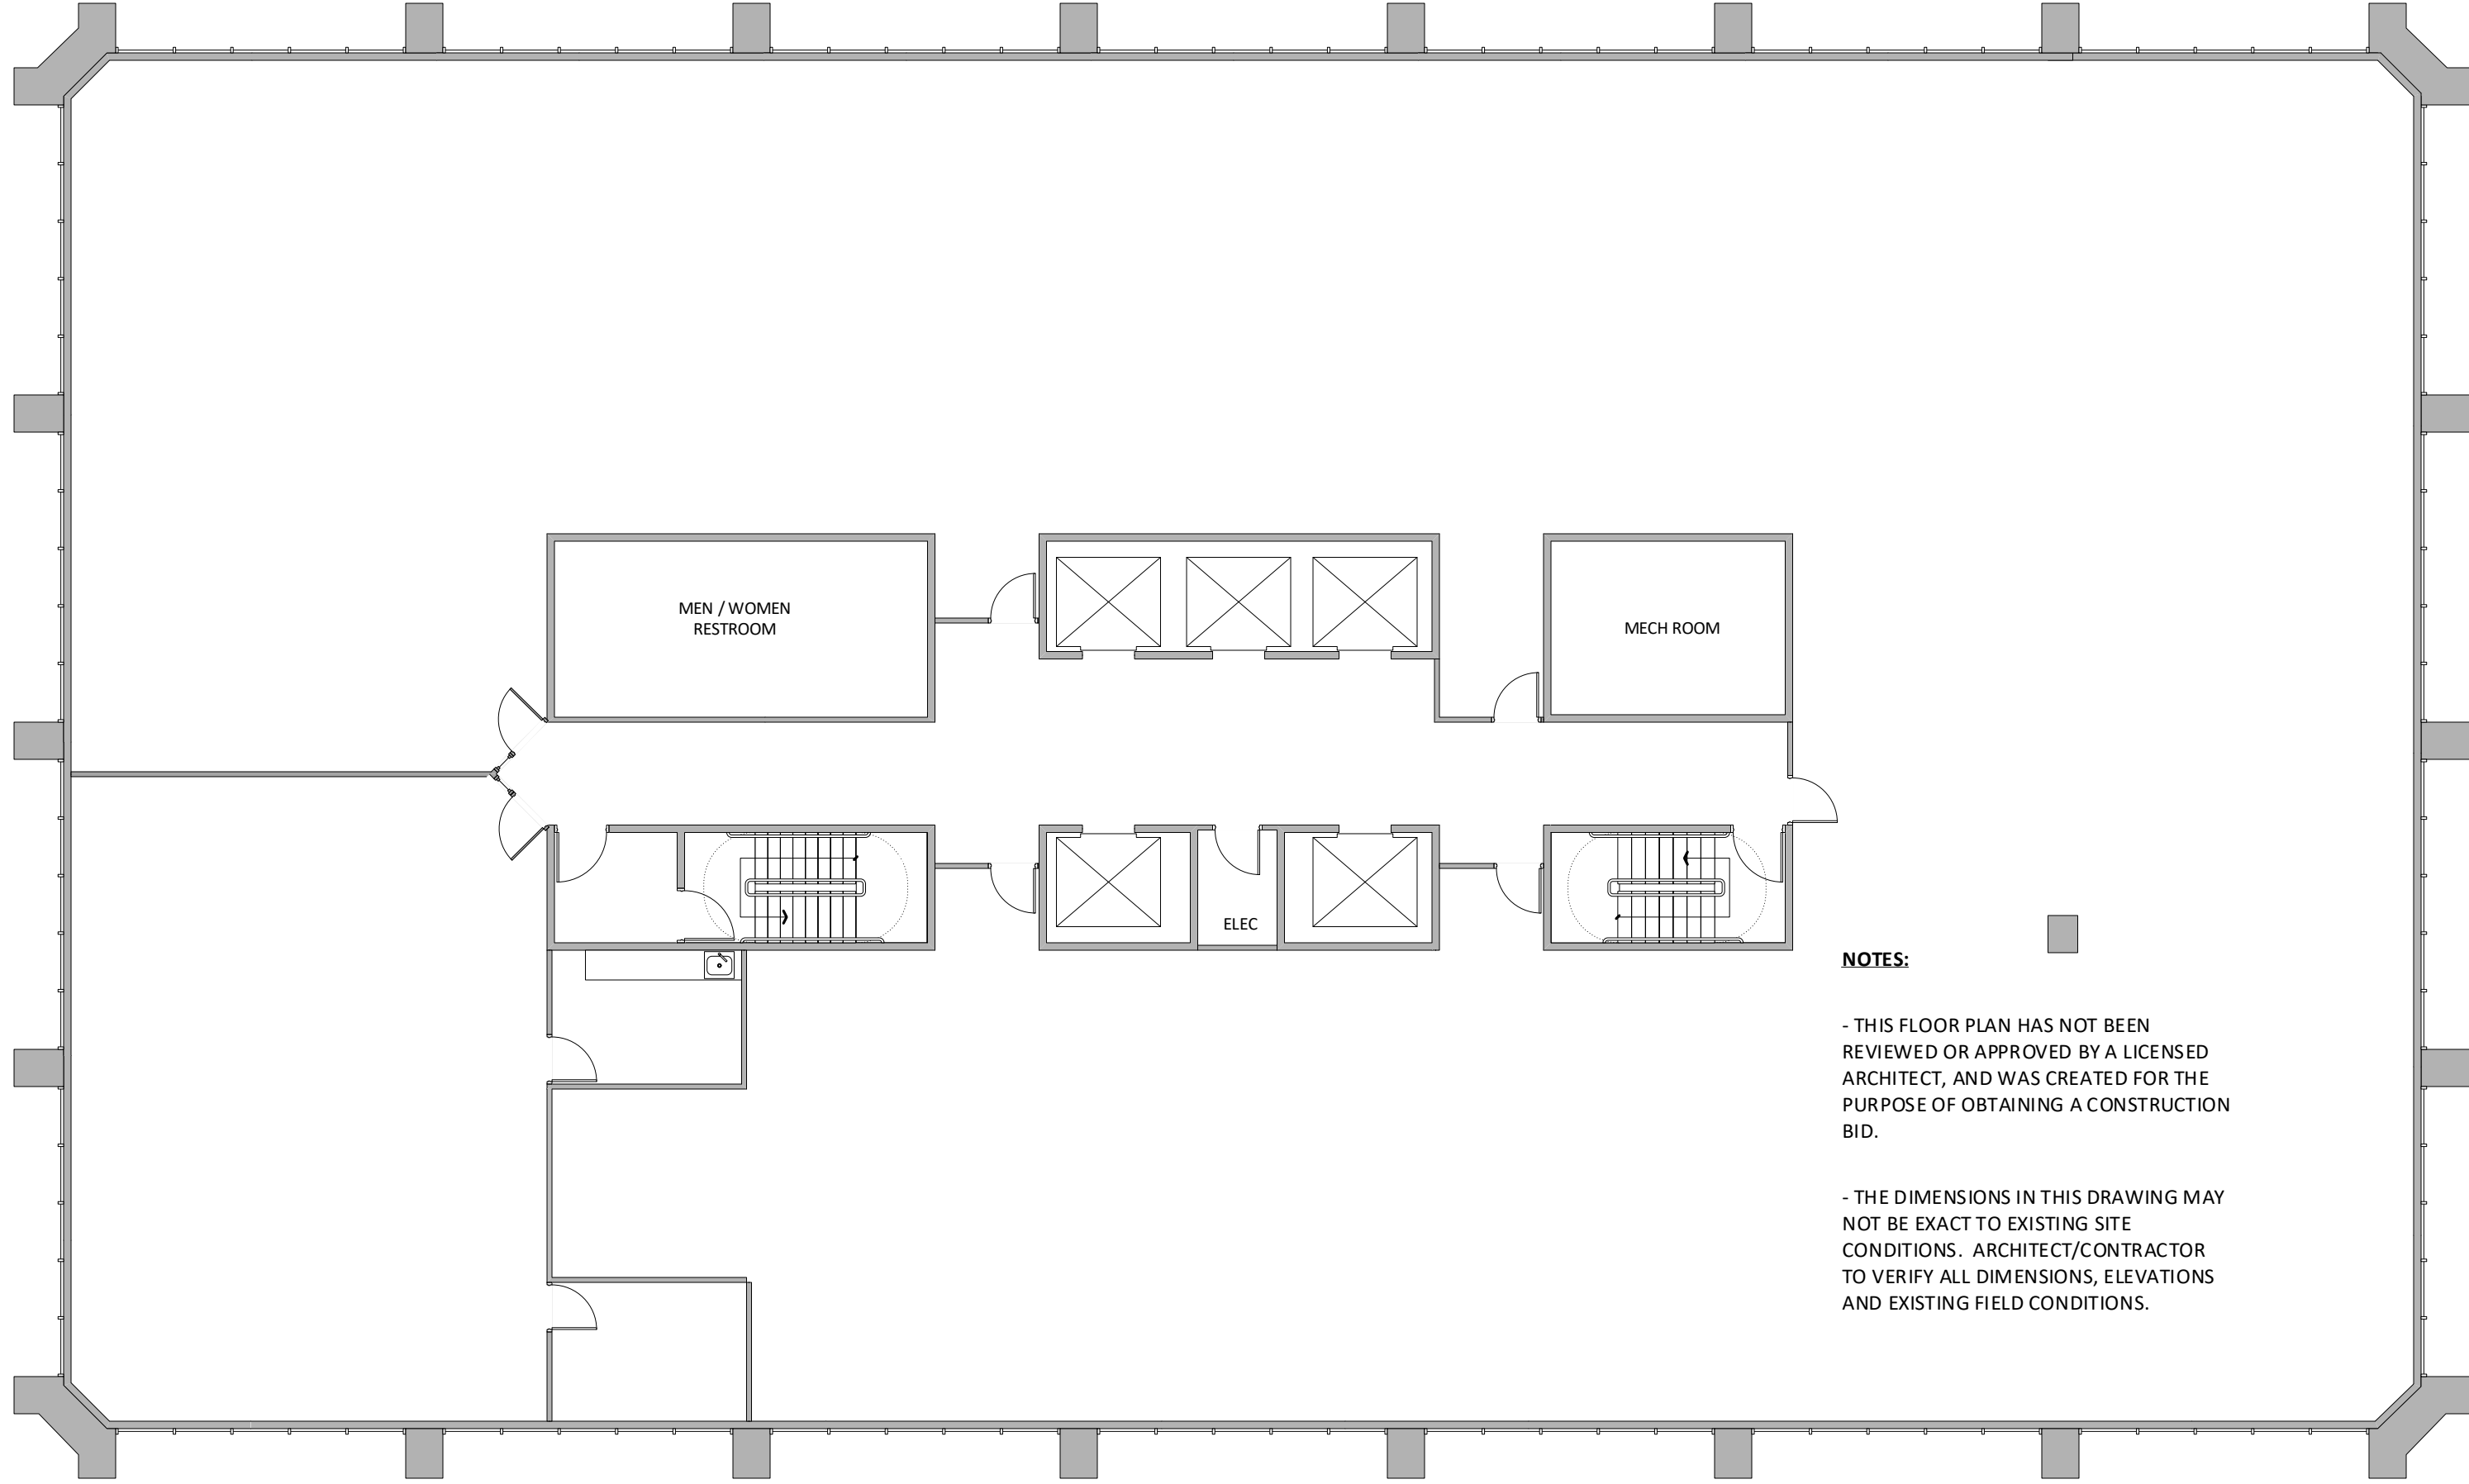 MEN / WOMEN
RESTROOM
MECH ROOM
ELEC
NOTES:
- THIS FLOOR PLAN HAS NOT BEEN
REVIEWED OR APPROVED BY A LICENSED
ARCHITECT, AND WAS CREATED FOR THE
PURPOSE OF OBTAINING A CONSTRUCTION
BID.
- THE DIMENSIONS IN THIS DRAWING MAY
NOT BE EXACT TO EXISTING SITE
CONDITIONS. ARCHITECT/CONTRACTOR
TO VERIFY ALL DIMENSIONS, ELEVATIONS
AND EXISTING FIELD CONDITIONS.